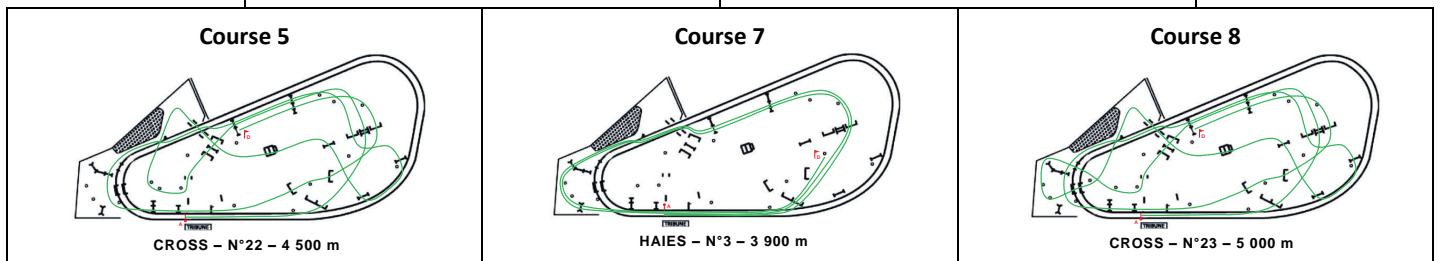 Course 5
D
A
TRIBUNE
CROSS – N°22 – 4 500 m
Course 7
D
A
TRIBUNE
HAIES – N°3 – 3 900 m
Course 8
D
A
TRIBUNE
CROSS – N°23 – 5 000 m